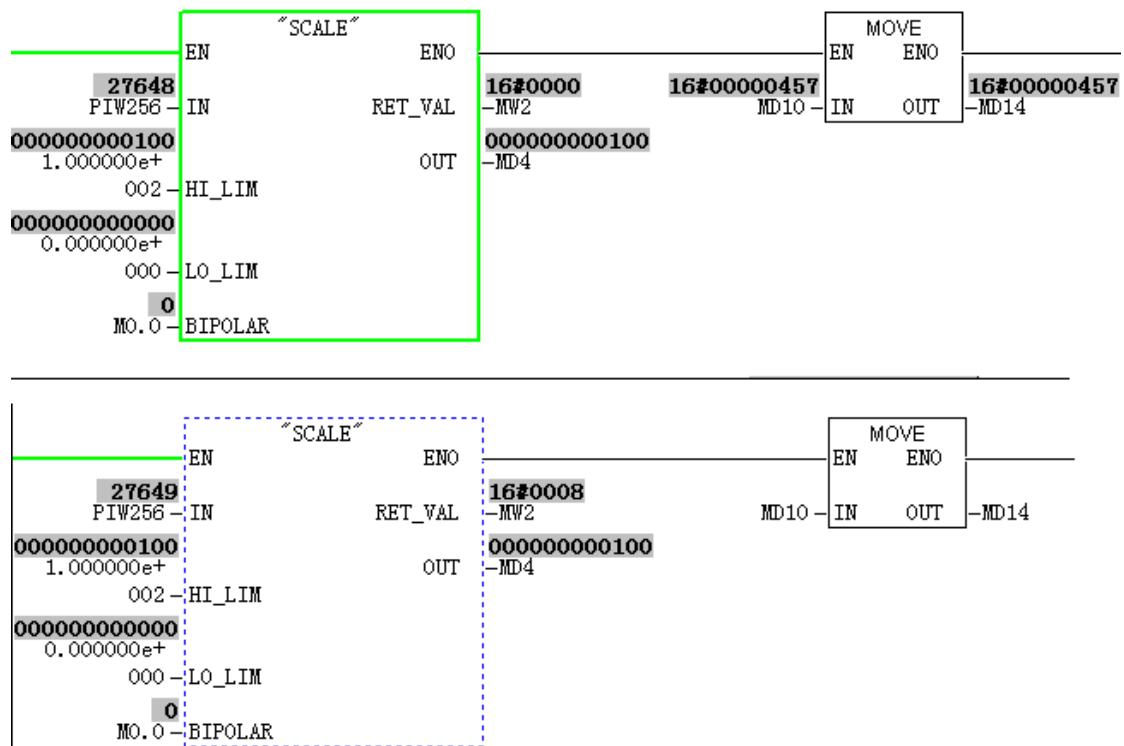 "SCALE"
MOVE
EN ENO EN ENO
27648 16#0000 16#00000457 16#00000457
PIW256 IN RET_VAL MW2 MD10 IN OUT MD14
000000000100 000000000100
1.000000e+ OUT MD4
002 HI_LIM
000000000000
0.000000e+
000 LO_LIM
0
M0.0 BIPOLAR
"SCALE" MOVE
EN ENO EN ENO
27649 16#0008
PIW256 IN RET_VAL MW2 MD10 IN OUT MD14
000000000100 000000000100
1.000000e+ OUT MD4
002 HI_LIM
000000000000
0.000000e+
000 LO_LIM
0
M0.0 BIPOLAR